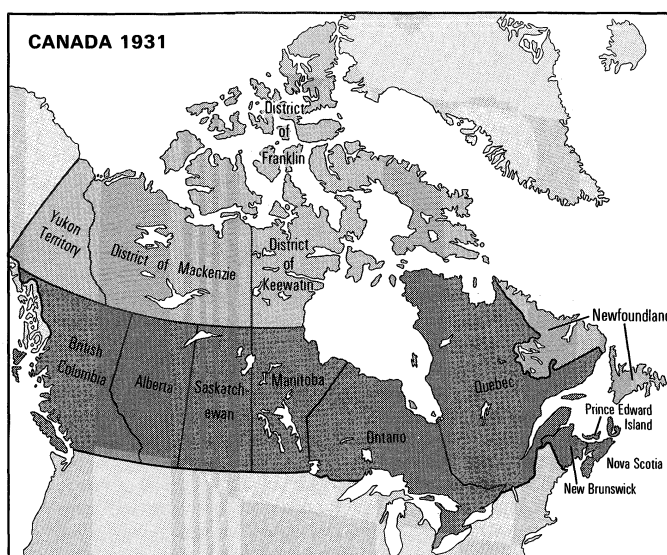 CANADA 1931
District
of
Franklin
Yukon
Territory
District of Mackenzie
District
of
Keewatin
Newfoundland
British
Columbia
Alberta
Saskatch-
ewan
Manitoba
Ontario
Quebec
Prince Edward
Island
Nova Scotia
New Brunswick